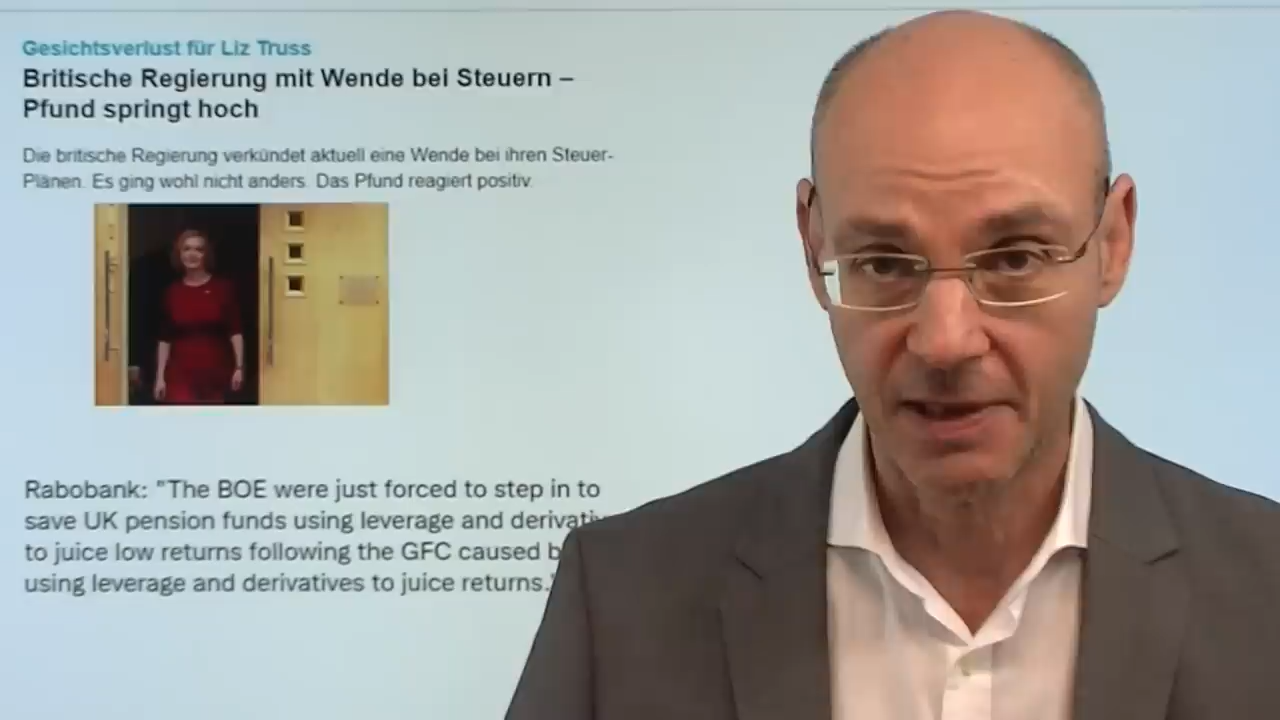 Gesichtsverlust für Liz Truss
Britische Regierung mit Wende bei Steuern –
Pfund springt hoch
Die britische Regierung verkündet aktuell eine Wende bei ihren Steuer-
Plänen. Es ging wohl nicht anders. Das Pfund reagiert positiv.
Rabobank: "The BOE were just forced to step in to
save UK pension funds using leverage and
to juice low returns following the GFC caused
using leverage and derivatives to juice returns.